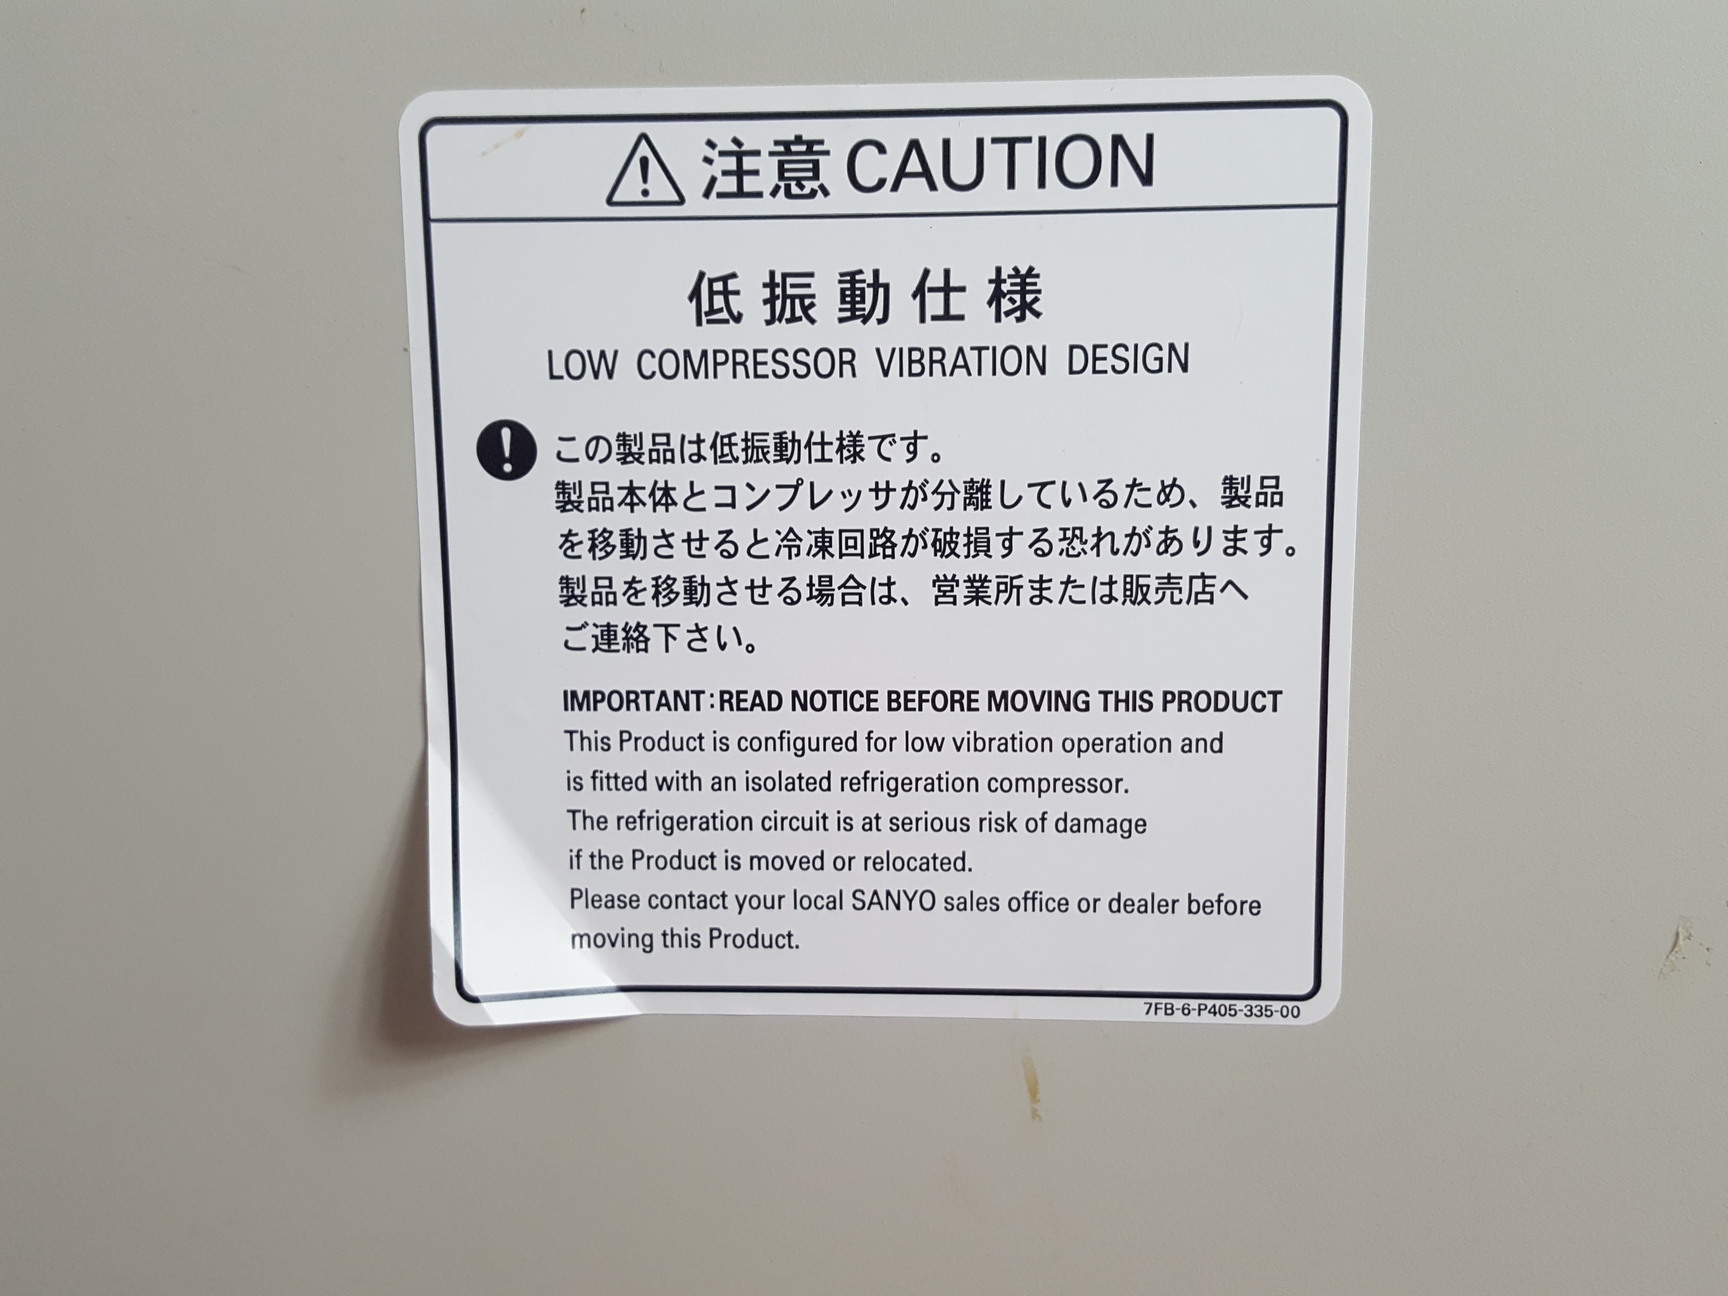 注意 CAUTION
低振動仕様
LOW COMPRESSOR VIBRATION DESIGN
この製品は低振動仕様です。
製品本体とコンプレッサが分離しているため、製品
を移動させると冷凍回路が破損する恐れがあります。
製品を移動させる場合は、営業所または販売店へ
ご連絡下さい。
IMPORTANT:READ NOTICE BEFORE MOVING THIS PRODUCT
This Product is configured for low vibration operation and
is fitted with an isolated refrigeration compressor.
The refrigeration circuit is at serious risk of damage
if the Product is moved or relocated.
Please contact your local SANYO sales office or dealer before
moving this Product.
7FB-6-P405-335-00